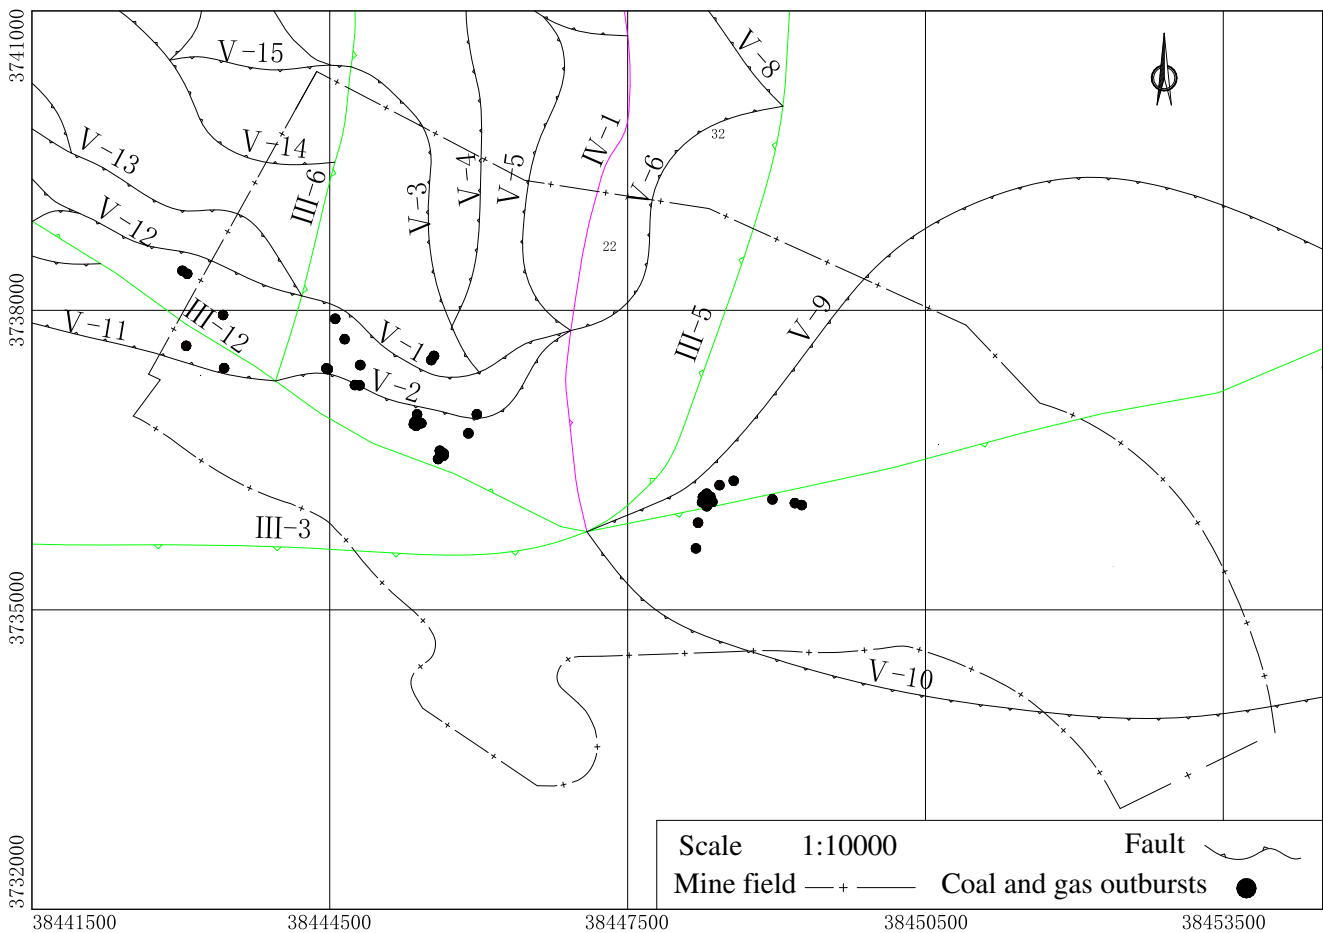 3741000
3738000
3735000
3732000
V-15
V-8
V-14
V-13
III-6
V-3
V-4
V-5
IV-1
V-6
32
22
V-12
V-11
III-12
V-1
V-2
III-5
V-9
III-3
V-10
Scale 1:10000 Fault
Mine field Coal and gas outbursts
38441500 38444500 38447500 38450500 38453500